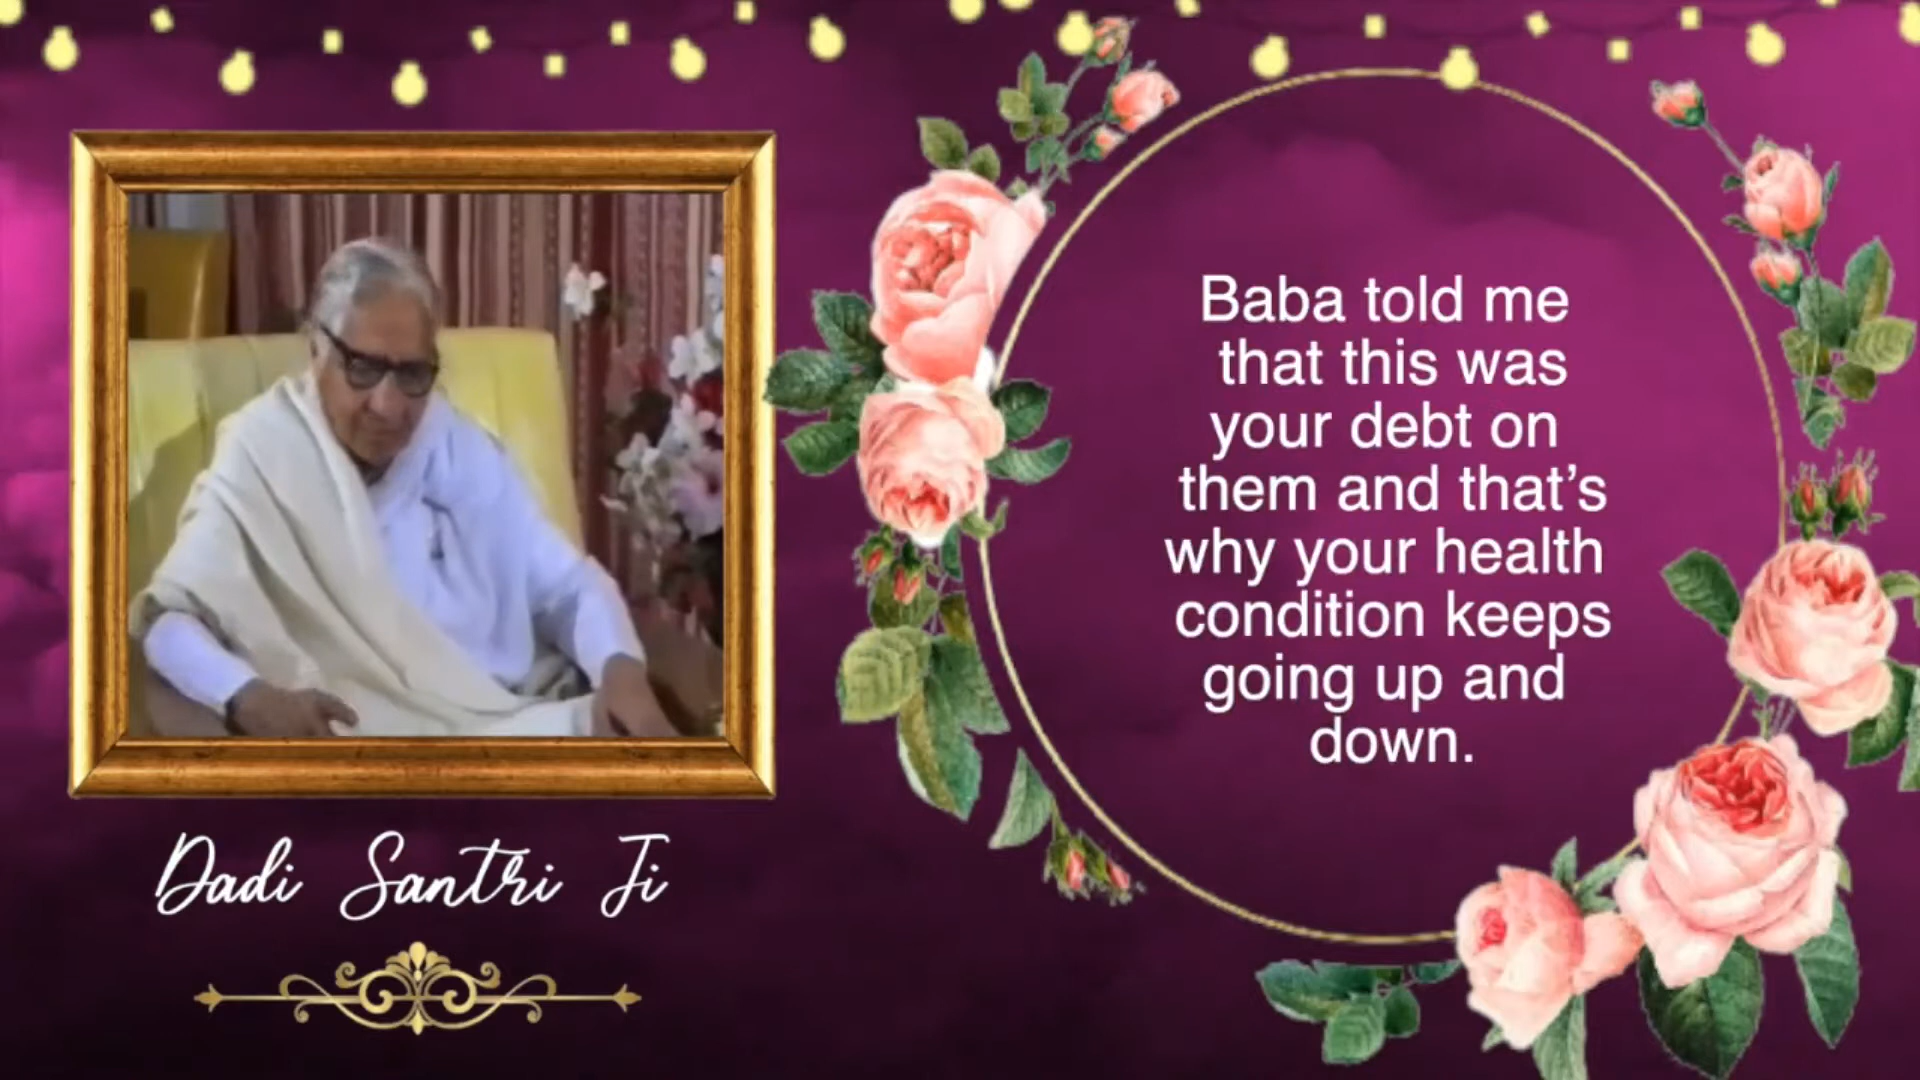 Baba told me
that this was
your debt on
them and that’s
why your health
condition keeps
going up and
down.
Dadi Santri Ji